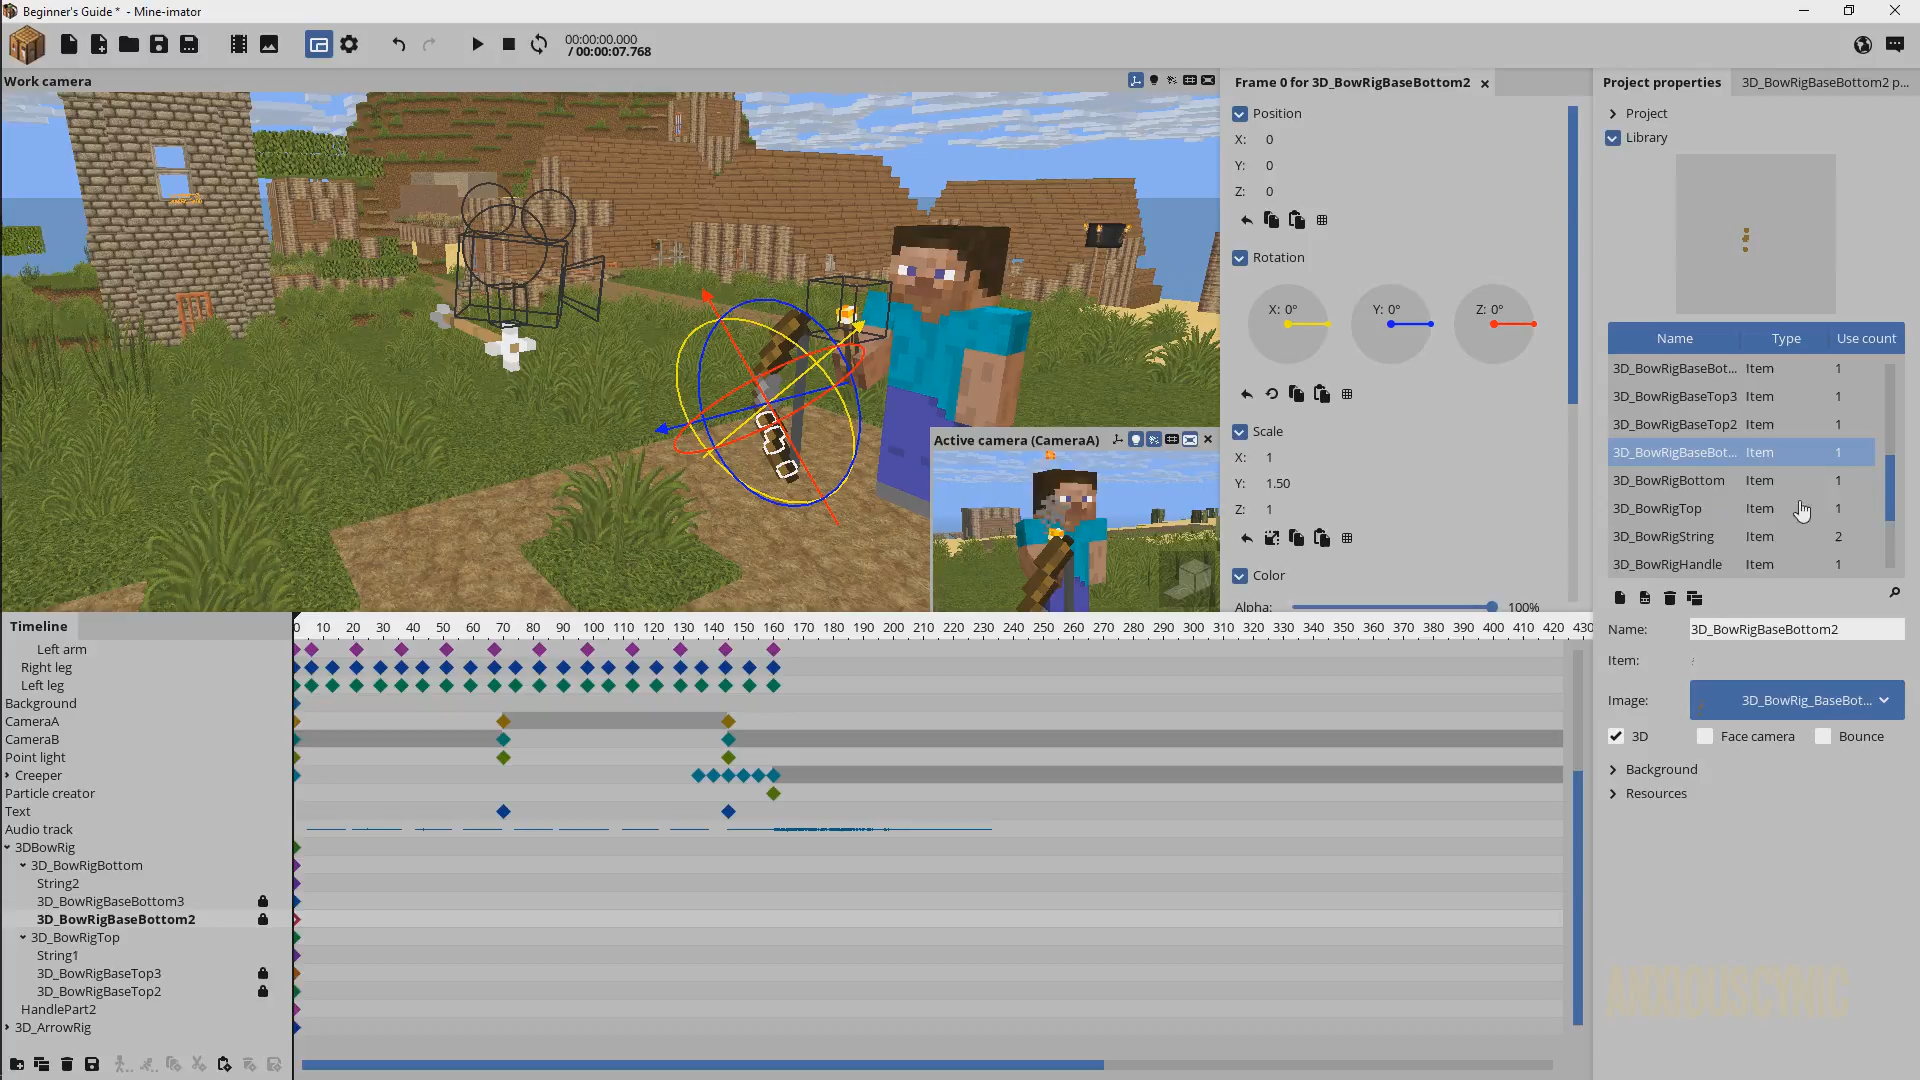 Beginner's Guide * - Mine-imator
00:00:00.000
/ 00:00:07.768
Work camera
Active camera (CameraA)
Frame 0 for 3D_BowRigBaseBottom2
Position
X: 0
Y: 0
Z: 0
Rotation
X: 0° Y: 0° Z: 0°
Scale
X: 1
Y: 1.50
Z: 1
Color
Alpha: 100%
Project properties 3D_BowRigBaseBottom2 p...
Project
Library
Name Type Use count
3D_BowRigBaseBot... Item 1
3D_BowRigBaseTop3 Item 1
3D_BowRigBaseTop2 Item 1
3D_BowRigBaseBot... Item 1
3D_BowRigBottom Item 1
3D_BowRigTop Item 1
3D_BowRigString Item 2
3D_BowRigHandle Item 1
Name: 3D_BowRigBaseBottom2
Item:
Image: 3D_BowRig_BaseBot...
3D Face camera Bounce
Background
Resources
Timeline
0 10 20 30 40 50 60 70 80 90 100 110 120 130 140 150 160 170 180 190 200 210 220 230 240 250 260 270 280 290 300 310 320 330 340 350 360 370 380 390 400 410 420 430
Left arm
Right leg
Left leg
Background
CameraA
CameraB
Point light
Creeper
Particle creator
Text
Audio track
3DBowRig
3D_BowRigBottom
String2
3D_BowRigBaseBottom3
3D_BowRigBaseBottom2
3D_BowRigTop
String1
3D_BowRigBaseTop3
3D_BowRigBaseTop2
HandlePart2
3D_ArrowRig